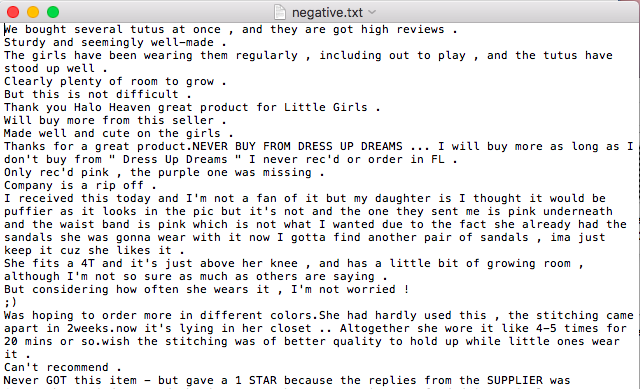 negative.txt
We bought several tutus at once , and they are got high reviews .
Sturdy and seemingly well-made .
The girls have been wearing them regularly , including out to play , and the tutus have
stood up well .
Clearly plenty of room to grow .
But this is not difficult .
Thank you Halo Heaven great product for Little Girls .
Will buy more from this seller .
Made well and cute on the girls .
Thanks for a great product.NEVER BUY FROM DRESS UP DREAMS ... I will buy more as long as I
don't buy from " Dress Up Dreams " I never rec'd or order in FL .
Only rec'd pink , the purple one was missing .
Company is a rip off .
I received this today and I'm not a fan of it but my daughter is I thought it would be
puffier as it looks in the pic but it's not and the one they sent me is pink underneath
and the waist band is pink which is not what I wanted due to the fact she already had the
sandals she was gonna wear with it now I gotta find another pair of sandals , ima just
keep it cuz she likes it .
She fits a 4T and it's just above her knee , and has a little bit of growing room ,
although I'm not so sure as much as others are saying .
But considering how often she wears it , I'm not worried !
;)
Was hoping to order more in different colors.She had hardly used this , the stitching came
apart in 2weeks.now it's lying in her closet .. Altogether she wore it like 4-5 times for
20 mins or so.wish the stitching was of better quality to hold up while little ones wear
it .
Can't recommend .
Never GOT this item - but gave a 1 STAR because the replies from the SUPPLIER was